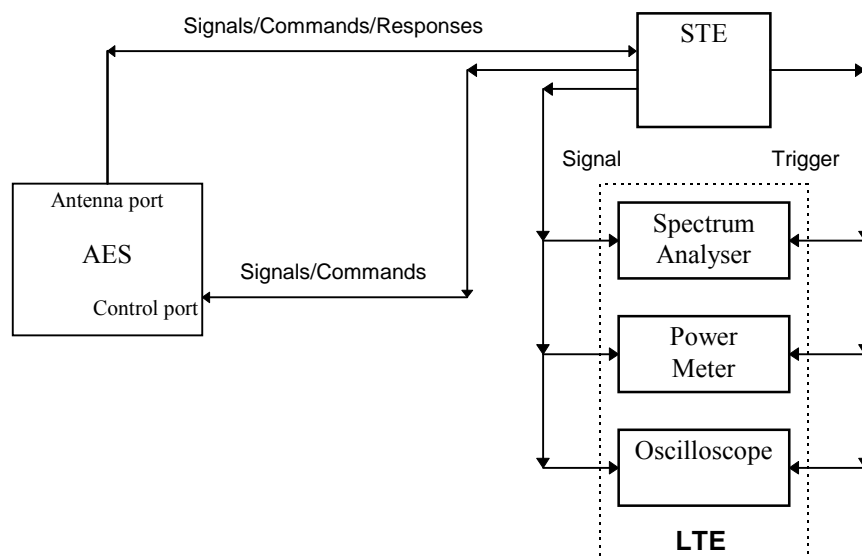 Signals/Commands/Responses
STE
Signal
Trigger
Antenna port
AES
Control port
Signals/Commands
Spectrum
Analyser
Power
Meter
Oscilloscope
LTE